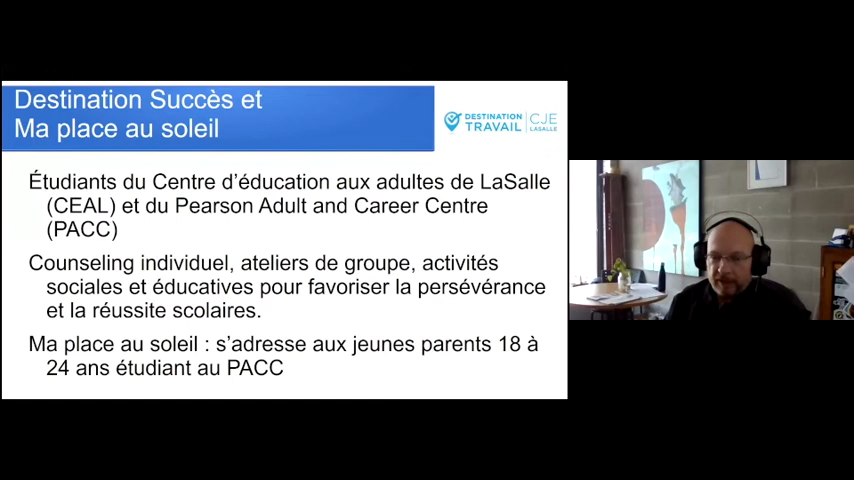 Destination Succès et
Ma place au soleil
DESTINATION
TRAVAIL
CJE
LASALLE
Étudiants du Centre d'éducation aux adultes de LaSalle
(CEAL) et du Pearson Adult and Career Centre
(PACC)
Counseling individuel, ateliers de groupe, activités
sociales et éducatives pour favoriser la persévérance
et la réussite scolaires.
Ma place au soleil : s'adresse aux jeunes parents 18 à
24 ans étudiant au PACC